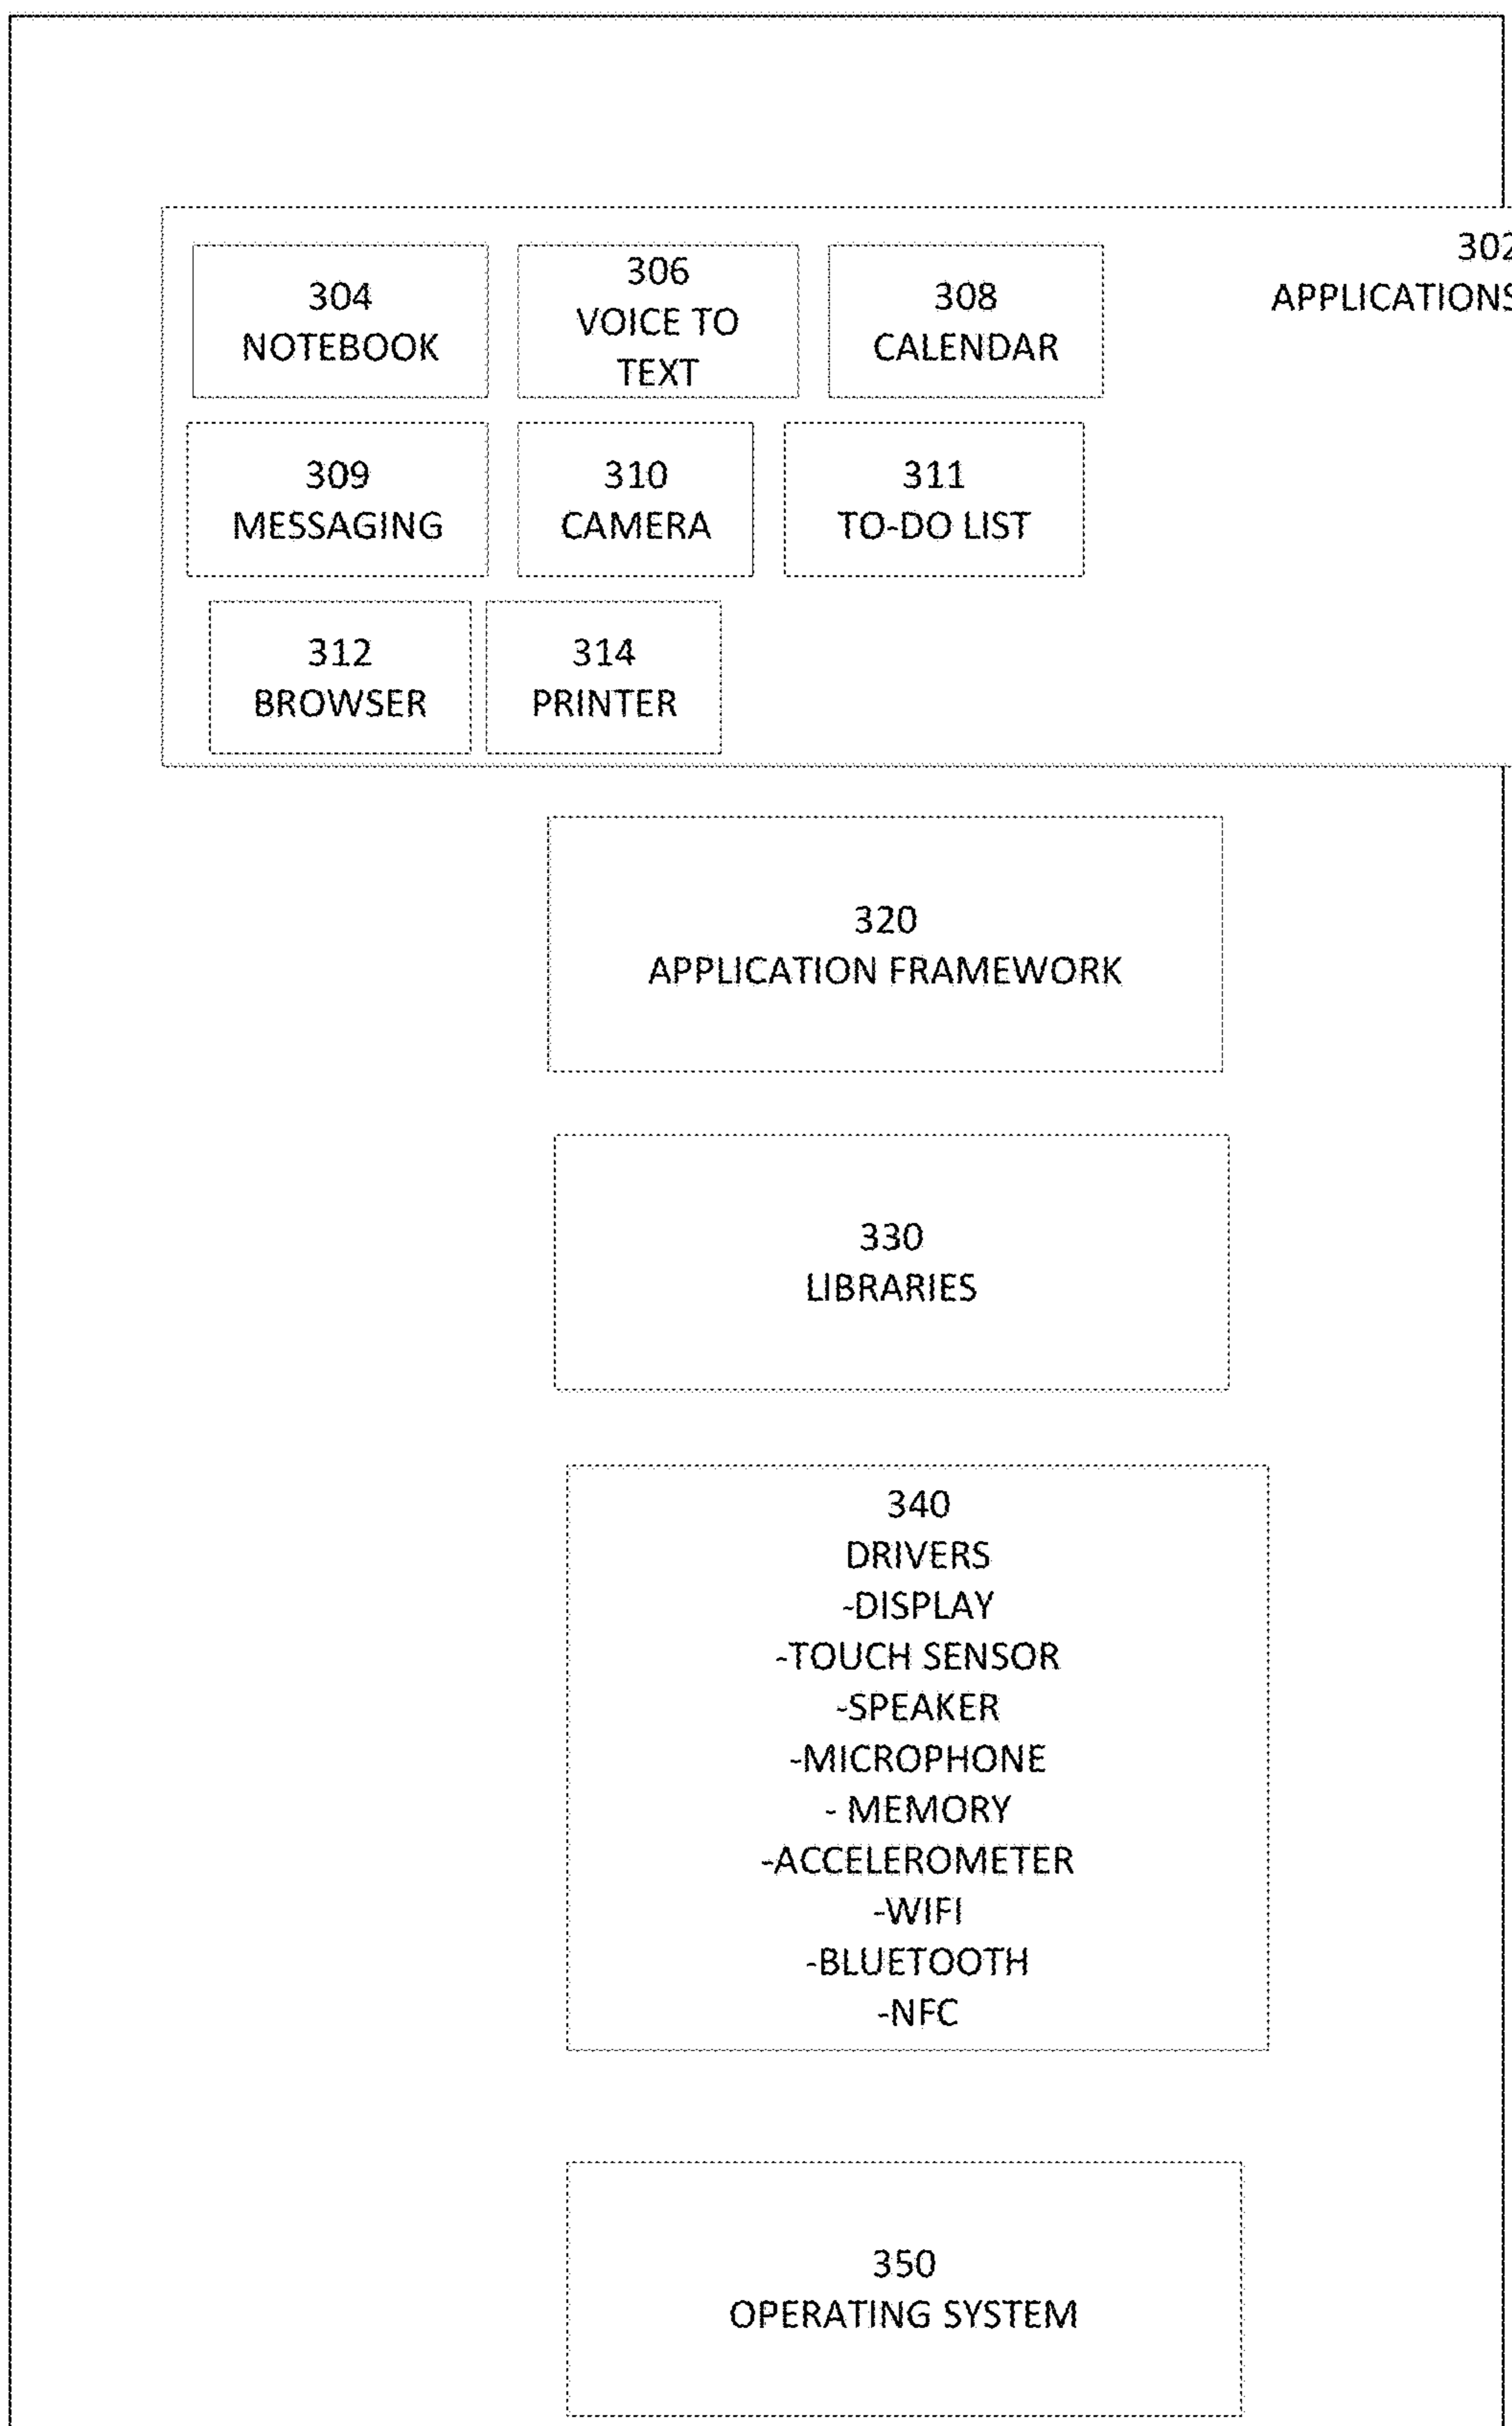 302
APPLICATIONS
304
NOTEBOOK
306
VOICE TO
TEXT
308
CALENDAR
309
MESSAGING
310
CAMERA
311
TO-DO LIST
312
BROWSER
314
PRINTER
320
APPLICATION FRAMEWORK
330
LIBRARIES
340
DRIVERS
-DISPLAY
-TOUCH SENSOR
-SPEAKER
-MICROPHONE
- MEMORY
-ACCELEROMETER
-WIFI
-BLUETOOTH
-NFC
350
OPERATING SYSTEM